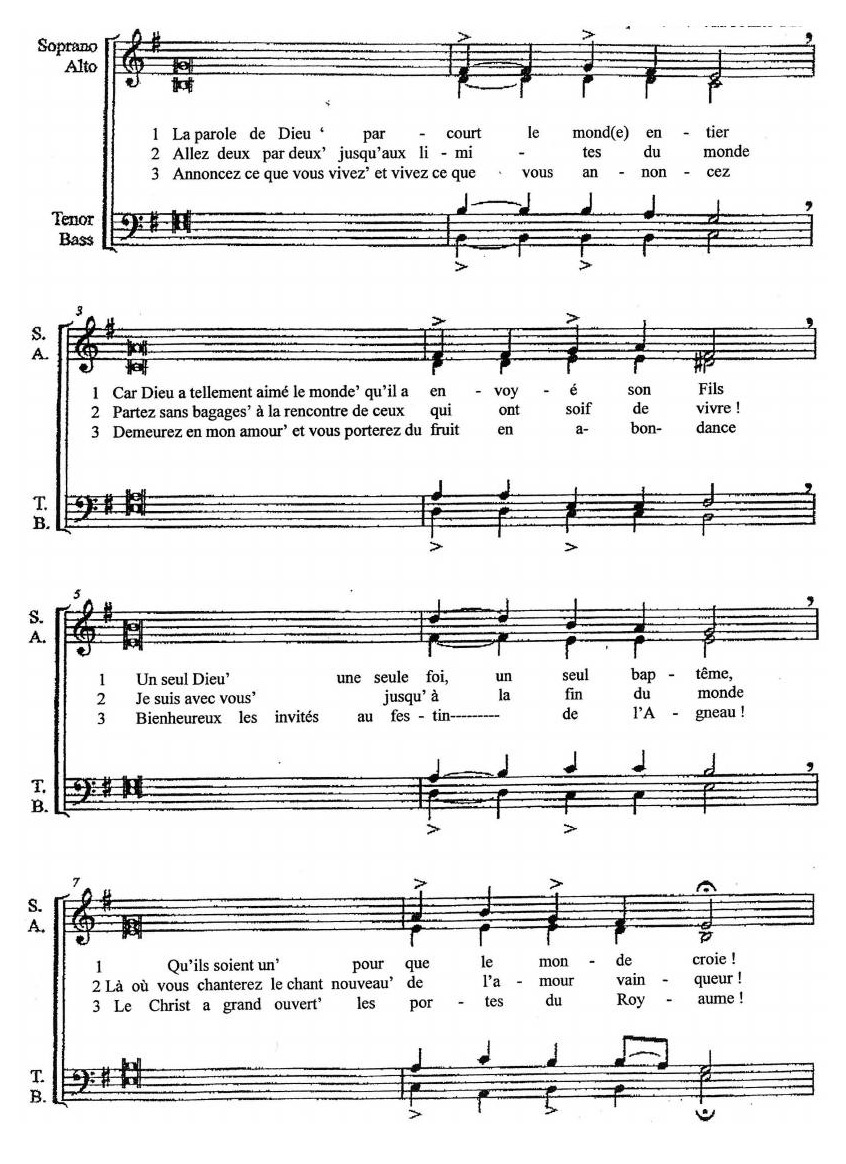 Soprano
Alto
1 La parole de Dieu ‘ par - court le mond(e) en - tier
2 Allez deux par deux’ jusqu’aux li - mi - tes du monde
3 Annoncez ce que vous vivez’ et vivez ce que vous an - non - cez
Tenor
Bass
3
S.
A.
1 Car Dieu a tellement aimé le monde’ qu’il a en - voy - é son Fils
2 Partez sans bagages’ à la rencontre de ceux qui ont soif de vivre !
3 Demeurez en mon amour’ et vous porterez du fruit en a- bon- dance
T.
B.
5
S.
A.
1 Un seul Dieu’ une seule foi, un seul bap - tême,
2 Je suis avec vous’ jusqu’ à la fin du monde
3 Bienheureux les invités au fes - tin--------- de l’A - gneau !
T.
B.
7
S.
A.
1 Qu’ils soient un’ pour que le mon - de croie !
2 Là où vous chanterez le chant nouveau’ de l’a - mour vain - queur !
3 Le Christ a grand ouvert’ les por - tes du Roy - aume !
T.
B.